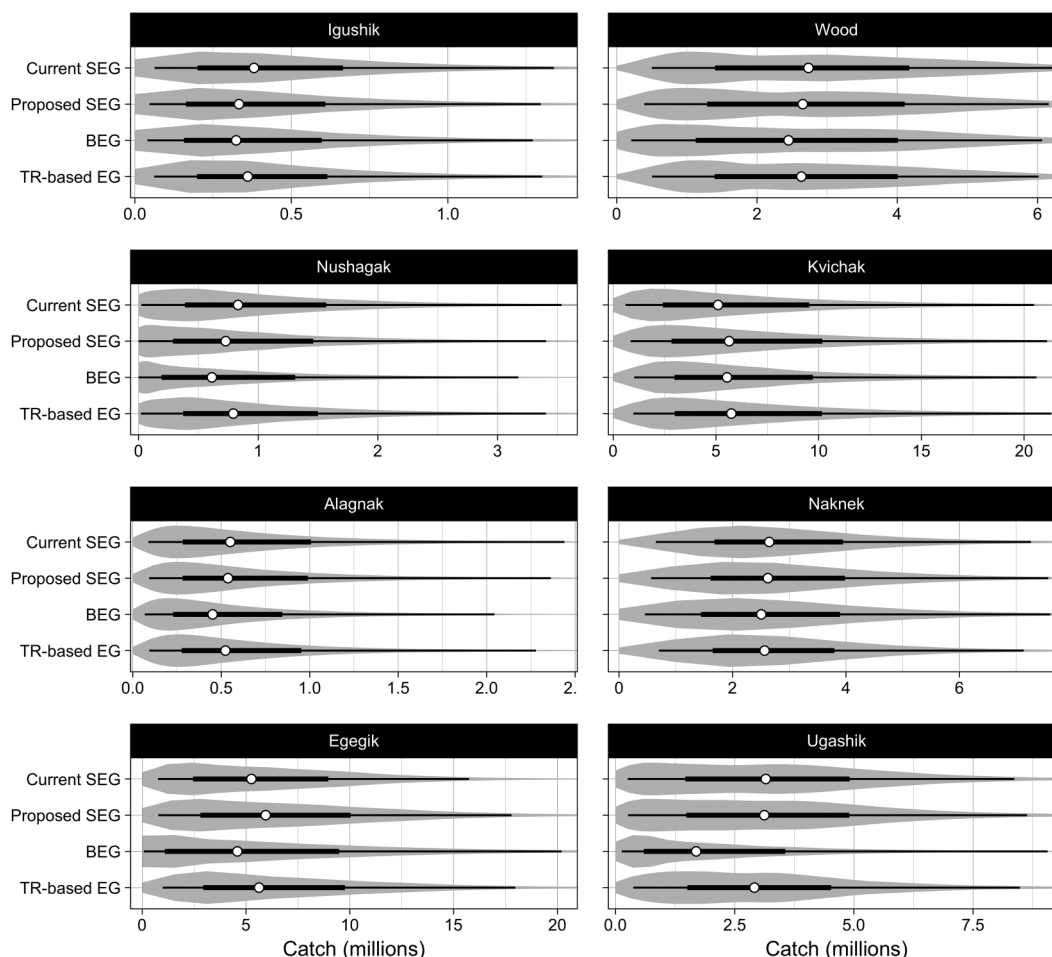 Igushik
Wood
Current SEG
Proposed SEG
BEG
TR-based EG
0.0 0.5 1.0
0 2 4 6
Nushagak
Kvichak
Current SEG
Proposed SEG
BEG
TR-based EG
0 1 2 3
0 5 10 15 20
Alagnak
Naknek
Current SEG
Proposed SEG
BEG
TR-based EG
0.0 0.5 1.0 1.5 2.0 2.
0 2 4 6
Egegik
Ugashik
Current SEG
Proposed SEG
BEG
TR-based EG
0 5 10 15 20
0.0 2.5 5.0 7.5
Catch (millions)
Catch (millions)